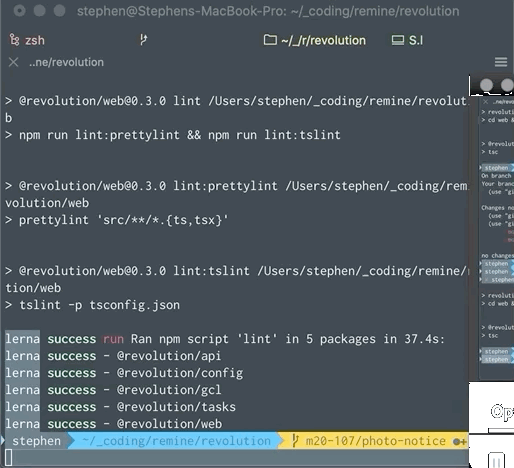 stephen@Stephens-MacBook-Pro: ~/_coding/remine/revolution
zsh
~/_/r/revolution
S.I
..ne/revolution
> @revolution/web@0.3.0 lint /Users/stephen/_coding/remine/revolut
b
> npm run lint:prettylint && npm run lint:tslint
> @revolution/web@0.3.0 lint:prettylint /Users/stephen/_coding/rem
volution/web
> prettylint 'src/**/*.{ts,tsx}'
> @revolution/web@0.3.0 lint:tslint /Users/stephen/_coding/remine/
tion/web
> tslint -p tsconfig.json
lerna success run Ran npm script 'lint' in 5 packages in 37.4s:
lerna success - @revolution/api
lerna success - @revolution/config
lerna success - @revolution/gcl
lerna success - @revolution/tasks
lerna success - @revolution/web
stephen ~/_coding/remine/revolution m20-107/photo-notice
..ne/revolution
> revoluti
> cd web &
> @revolut
> tsc
stephen
On branch
Your branc
(use "gi
Changes no
(use "gi
(use "gi
no changes
stephen
stephen
stephen
> revoluti
> cd web &
> @revolut
> tsc
stephen
stephen
Op